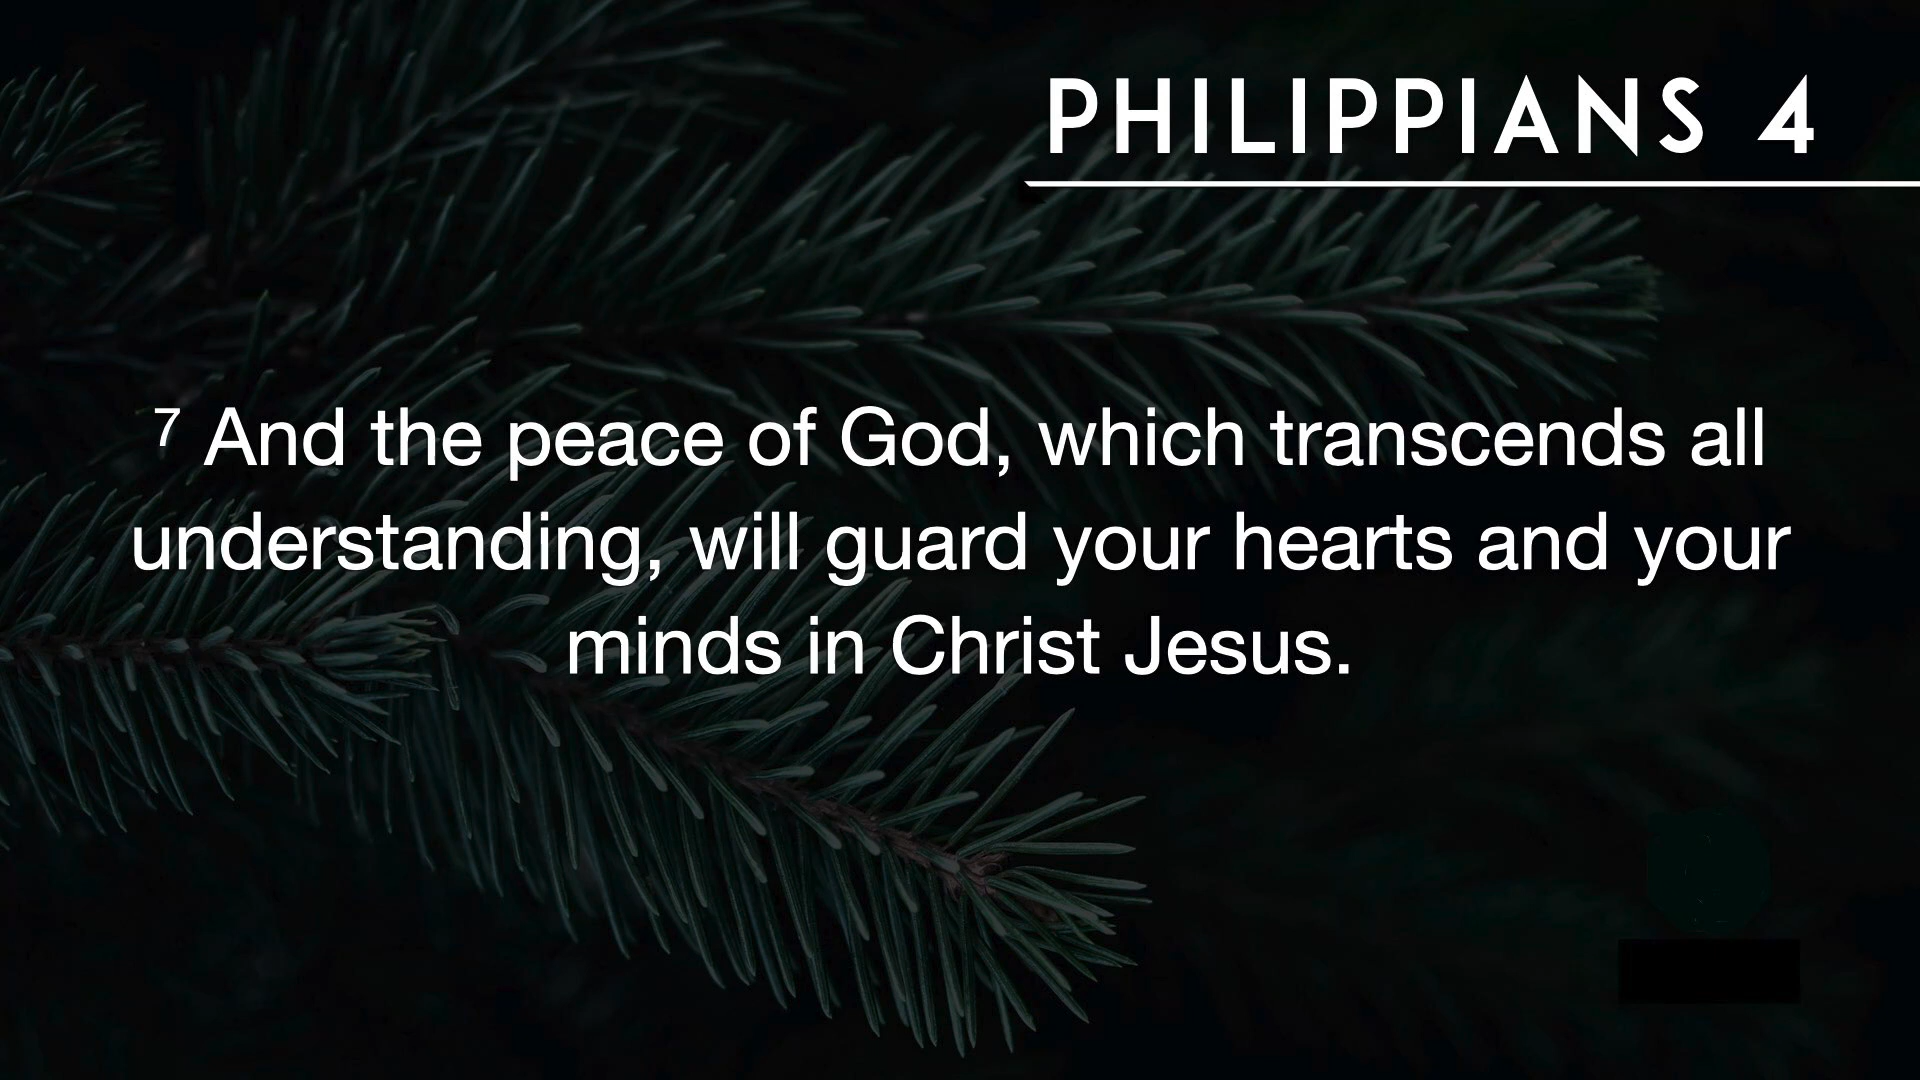 PHILIPPIANS 4
7 And the peace of God, which transcends all
understanding, will guard your hearts and your
minds in Christ Jesus.